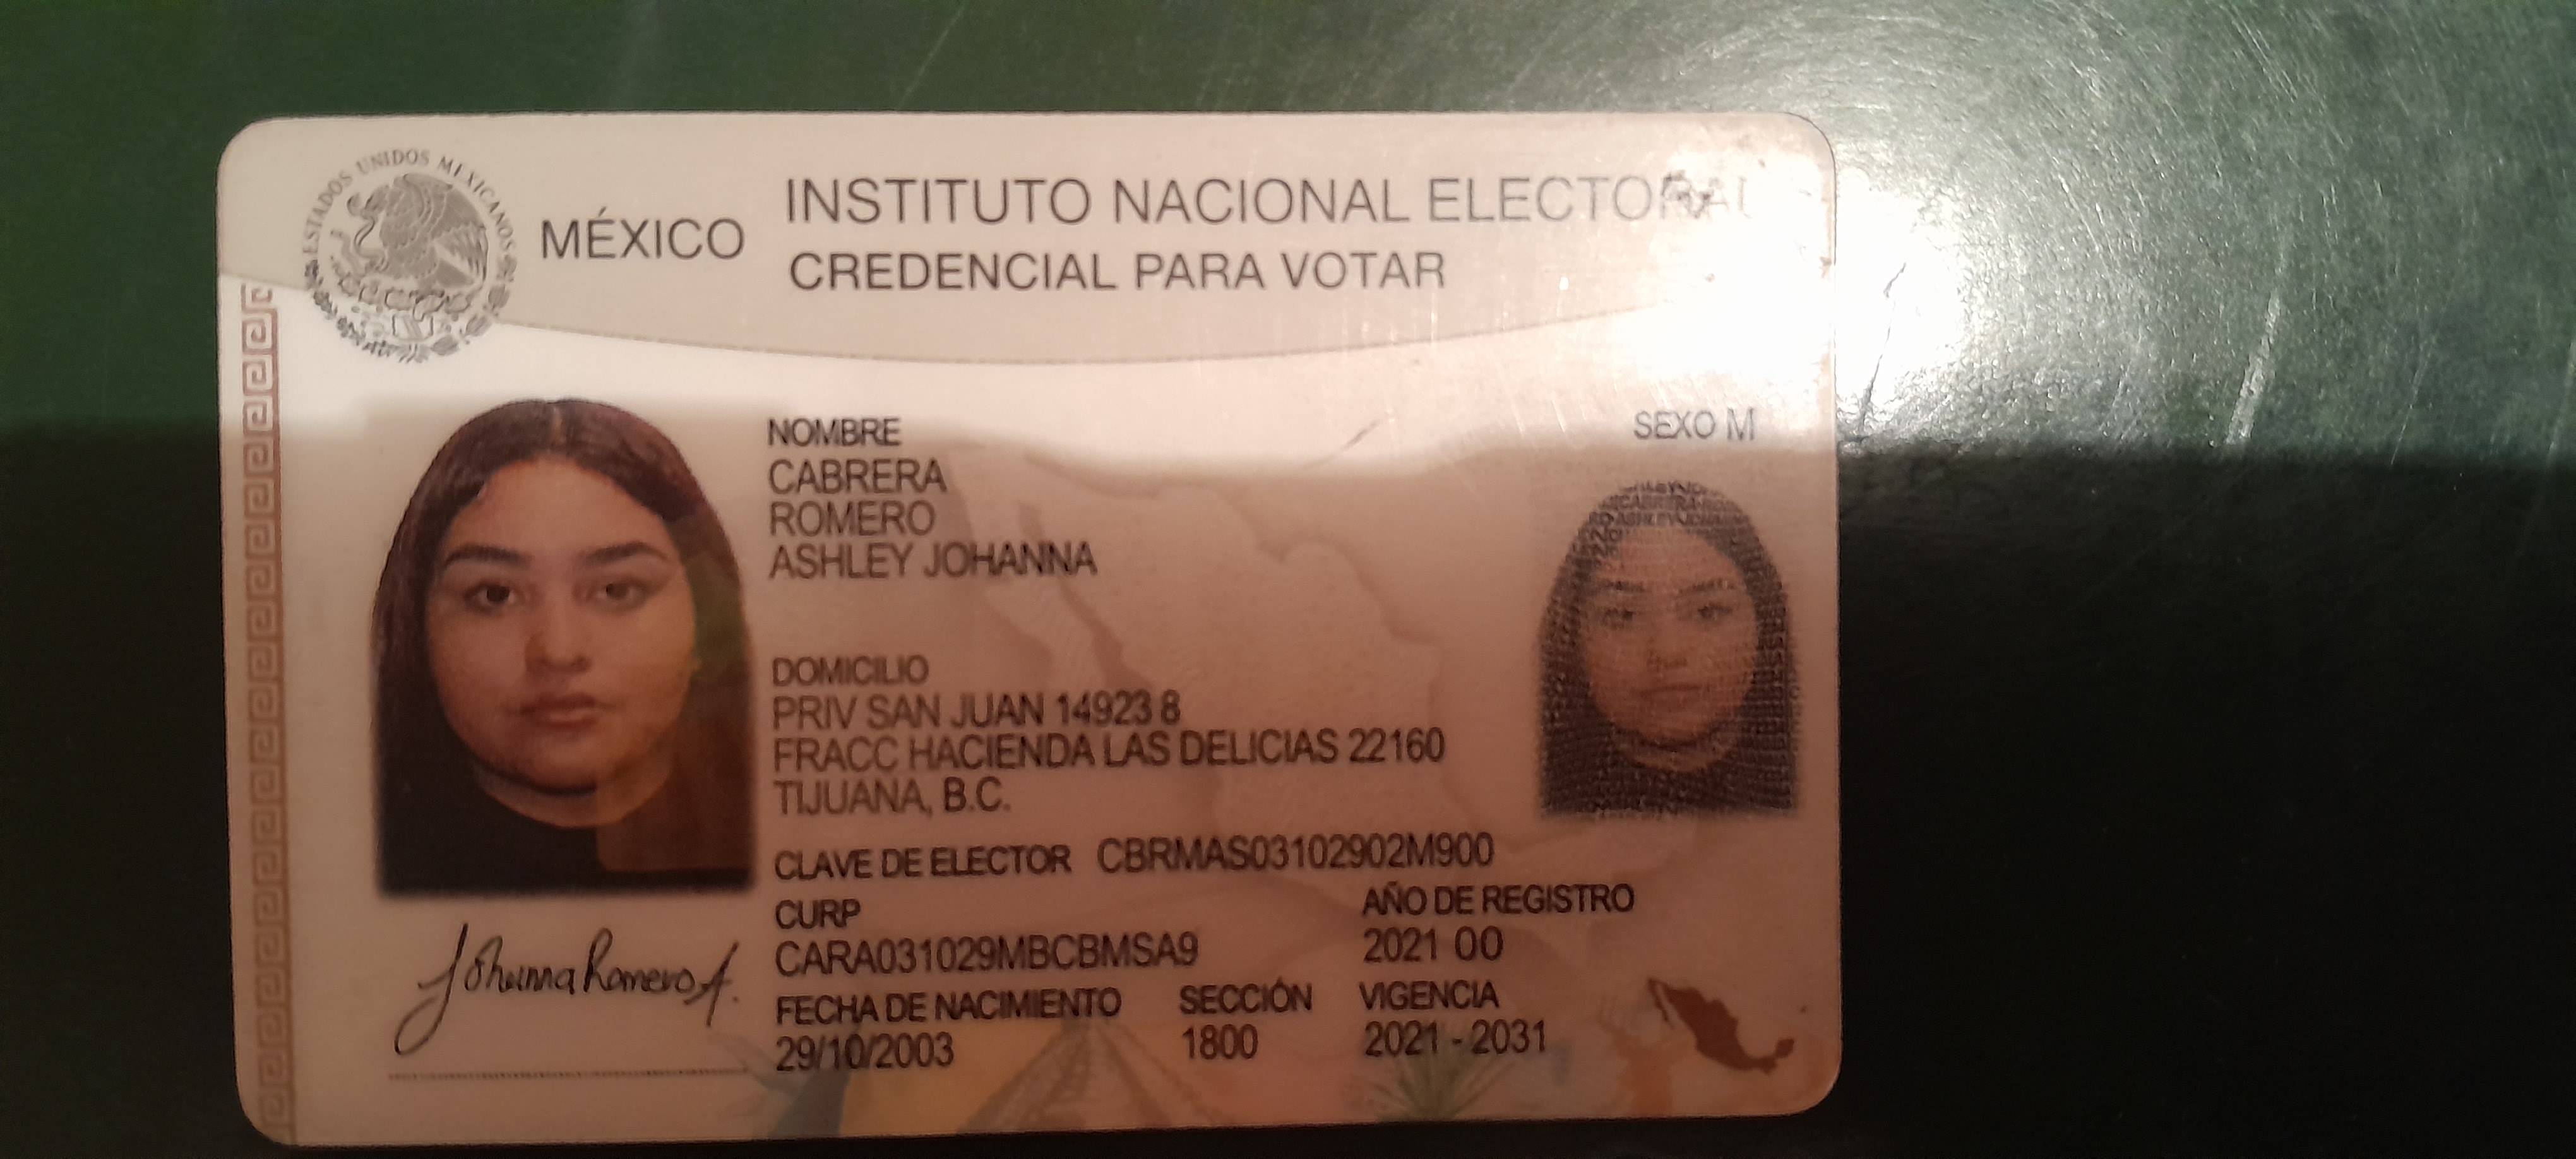 ESTADOS UNIDOS MEXICANOS
MÉXICO
INSTITUTO NACIONAL ELECTORAL
CREDENCIAL PARA VOTAR
NOMBRE
CABRERA
ROMERO
ASHLEY JOHANNA
SEXO M
DOMICILIO
PRIV SAN JUAN 14923 8
FRACC HACIENDA LAS DELICIAS 22160
TIJUANA, B.C.
CLAVE DE ELECTOR CBRMAS03102902M900
CURP
CARA031029MBCBMSA9
AÑO DE REGISTRO
2021 00
FECHA DE NACIMIENTO
29/10/2003
SECCIÓN
1800
VIGENCIA
2021 - 2031
Johanna Romero A.